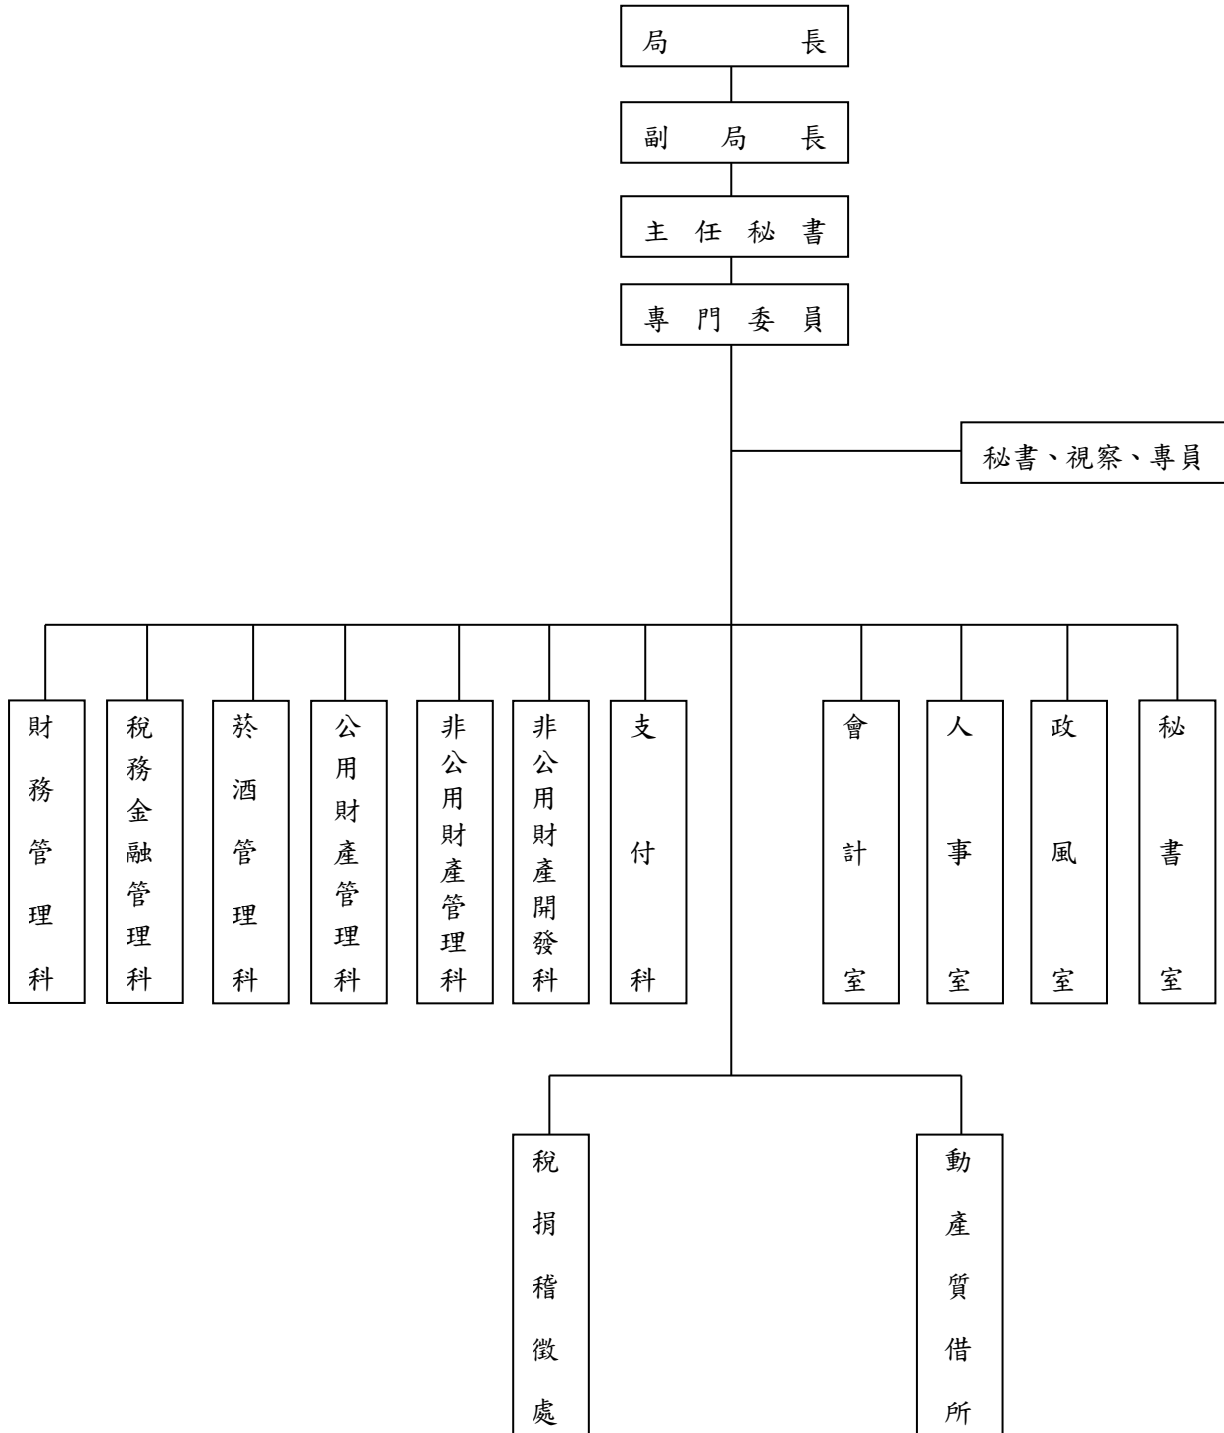 局長
副局長
主任秘書
專門委員
秘書、視察、專員
財務管理科
稅務金融管理科
菸酒管理科
公用財產管理科
非公用財產管理科
非公用財產開發科
支付科
會計室
人事室
政風室
秘書室
稅捐稽徵處
動產質借所